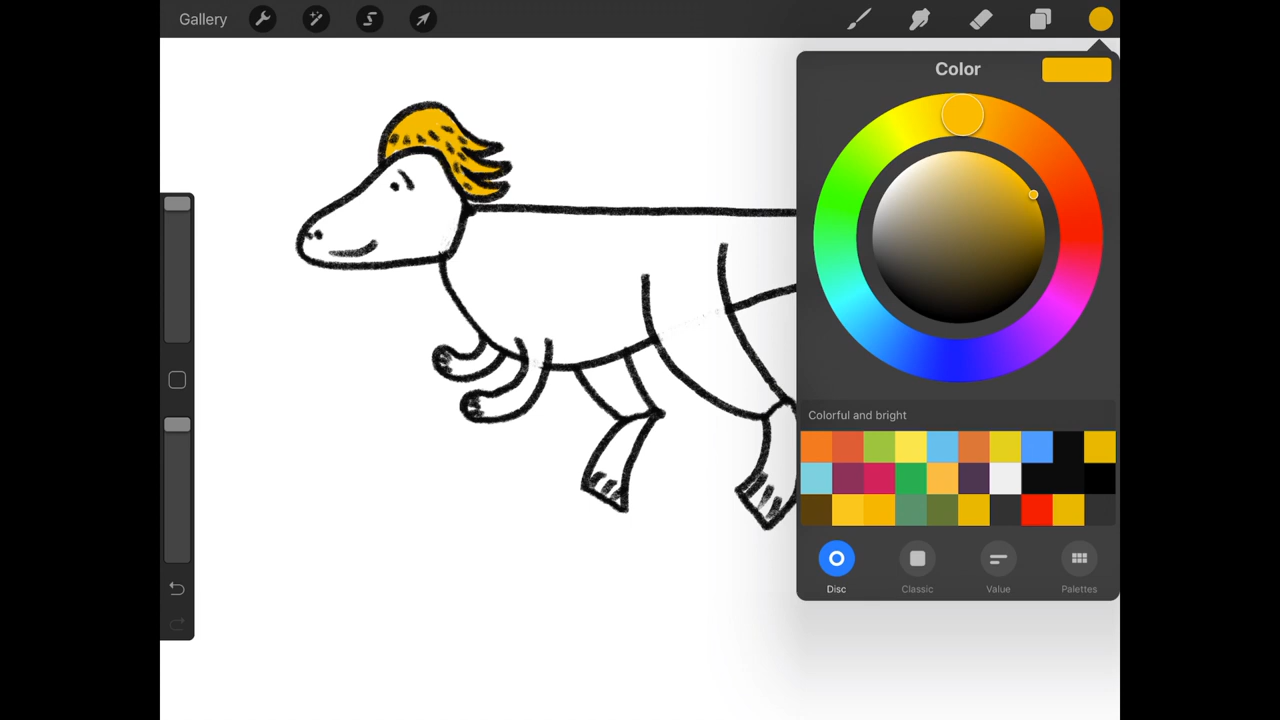 Gallery
Color
Colorful and bright
Disc
Classic
Value
Palettes